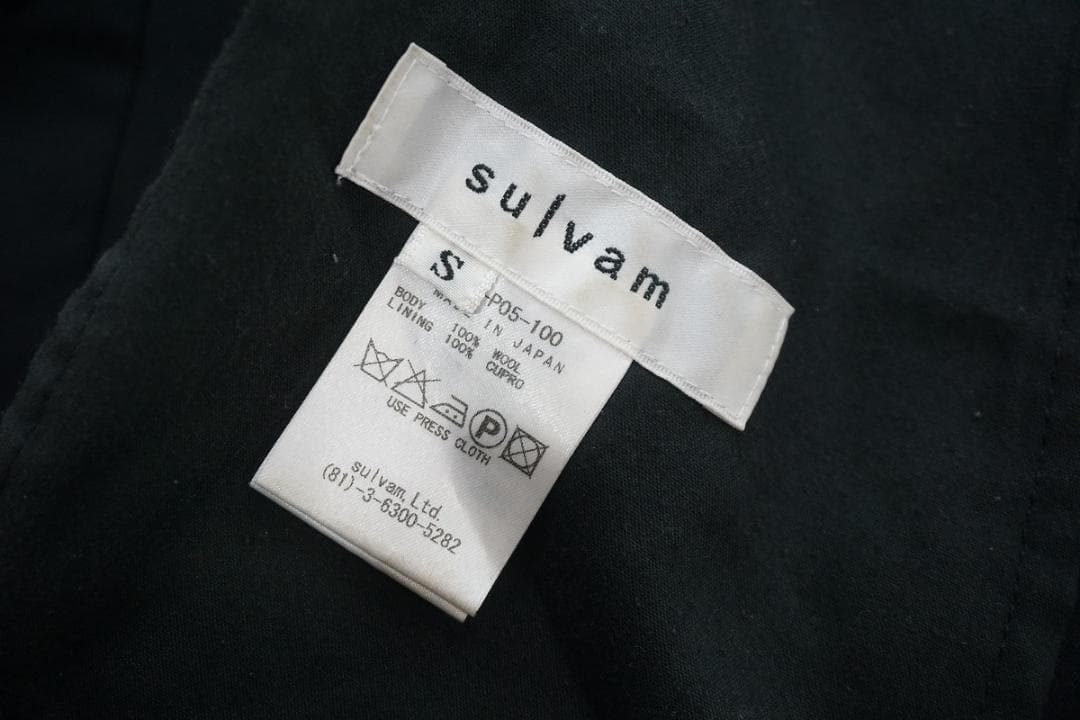 sulvam
S
-P05-100
IN JAPAN
BODY 100% WOOL
LINING 100% CUPRO
P
USE PRESS CLOTH
sulvam, Ltd.
(81)-3-6300-5282